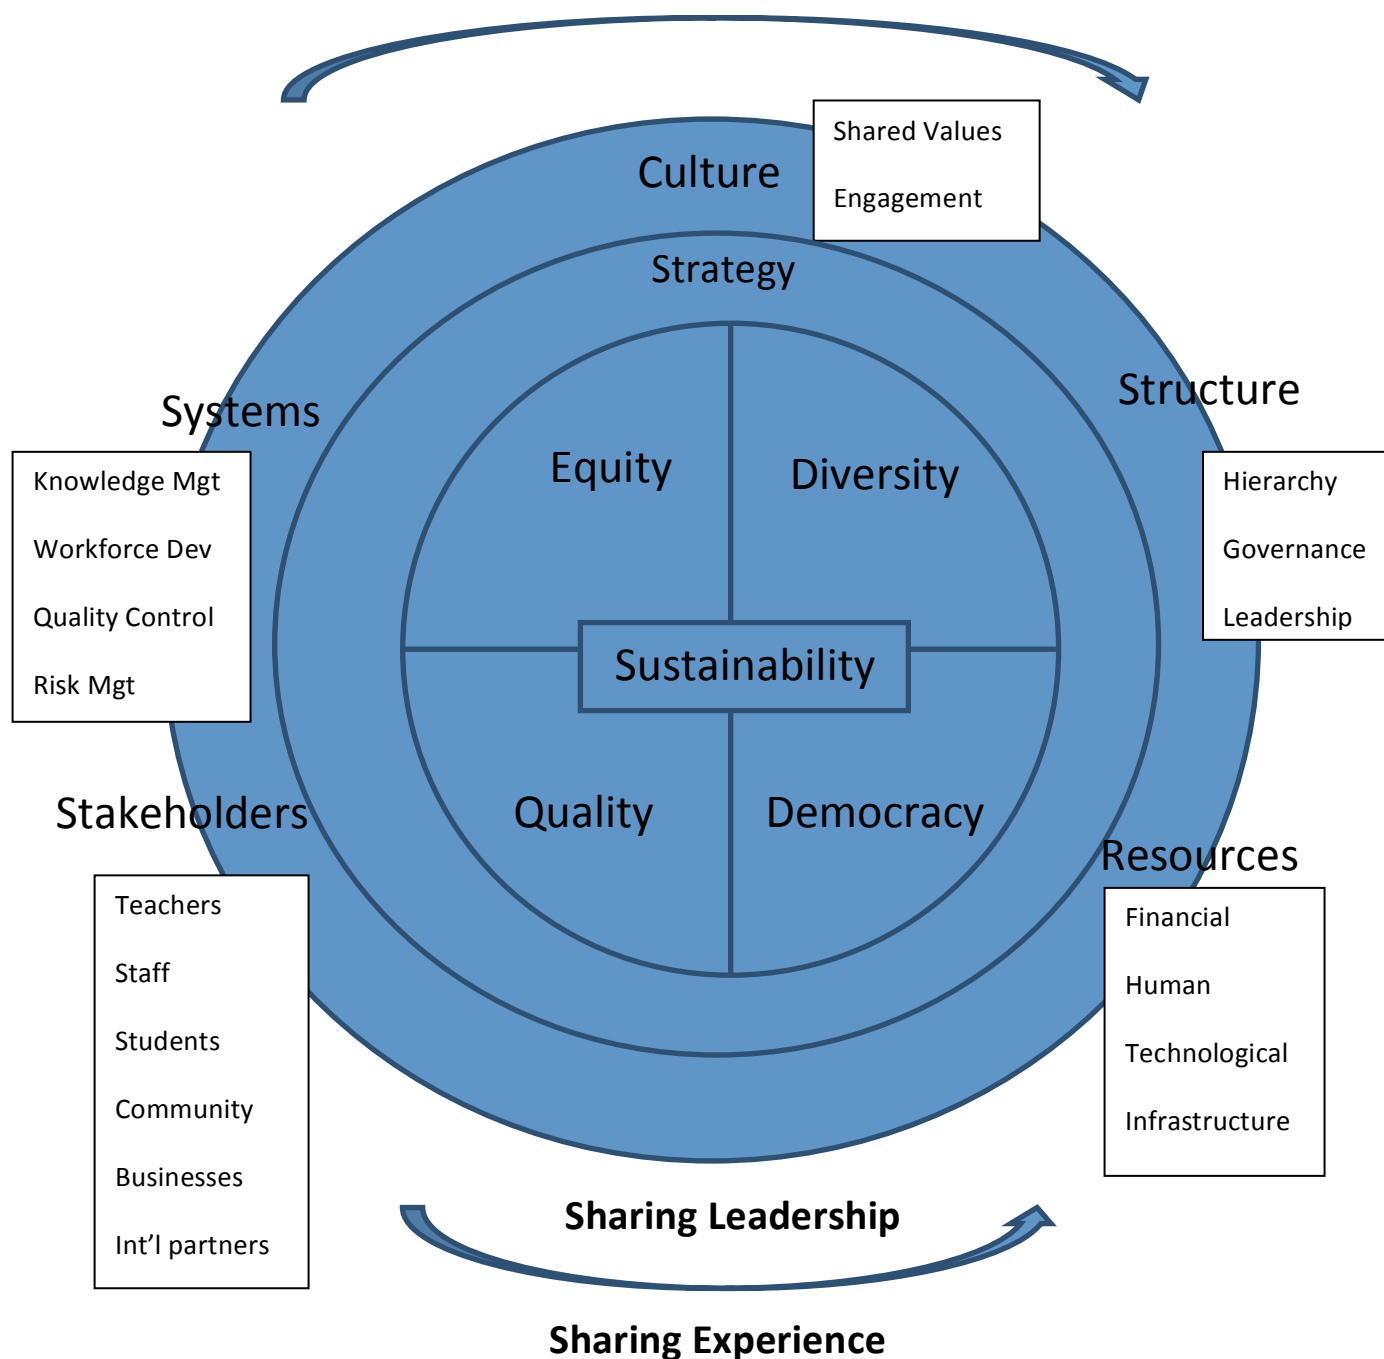 Culture
Shared Values
Engagement
Strategy
Systems
Knowledge Mgt
Workforce Dev
Quality Control
Risk Mgt
Structure
Hierarchy
Governance
Leadership
Equity
Diversity
Sustainability
Quality
Democracy
Stakeholders
Teachers
Staff
Students
Community
Businesses
Int’l partners
Resources
Financial
Human
Technological
Infrastructure
Sharing Leadership
Sharing Experience